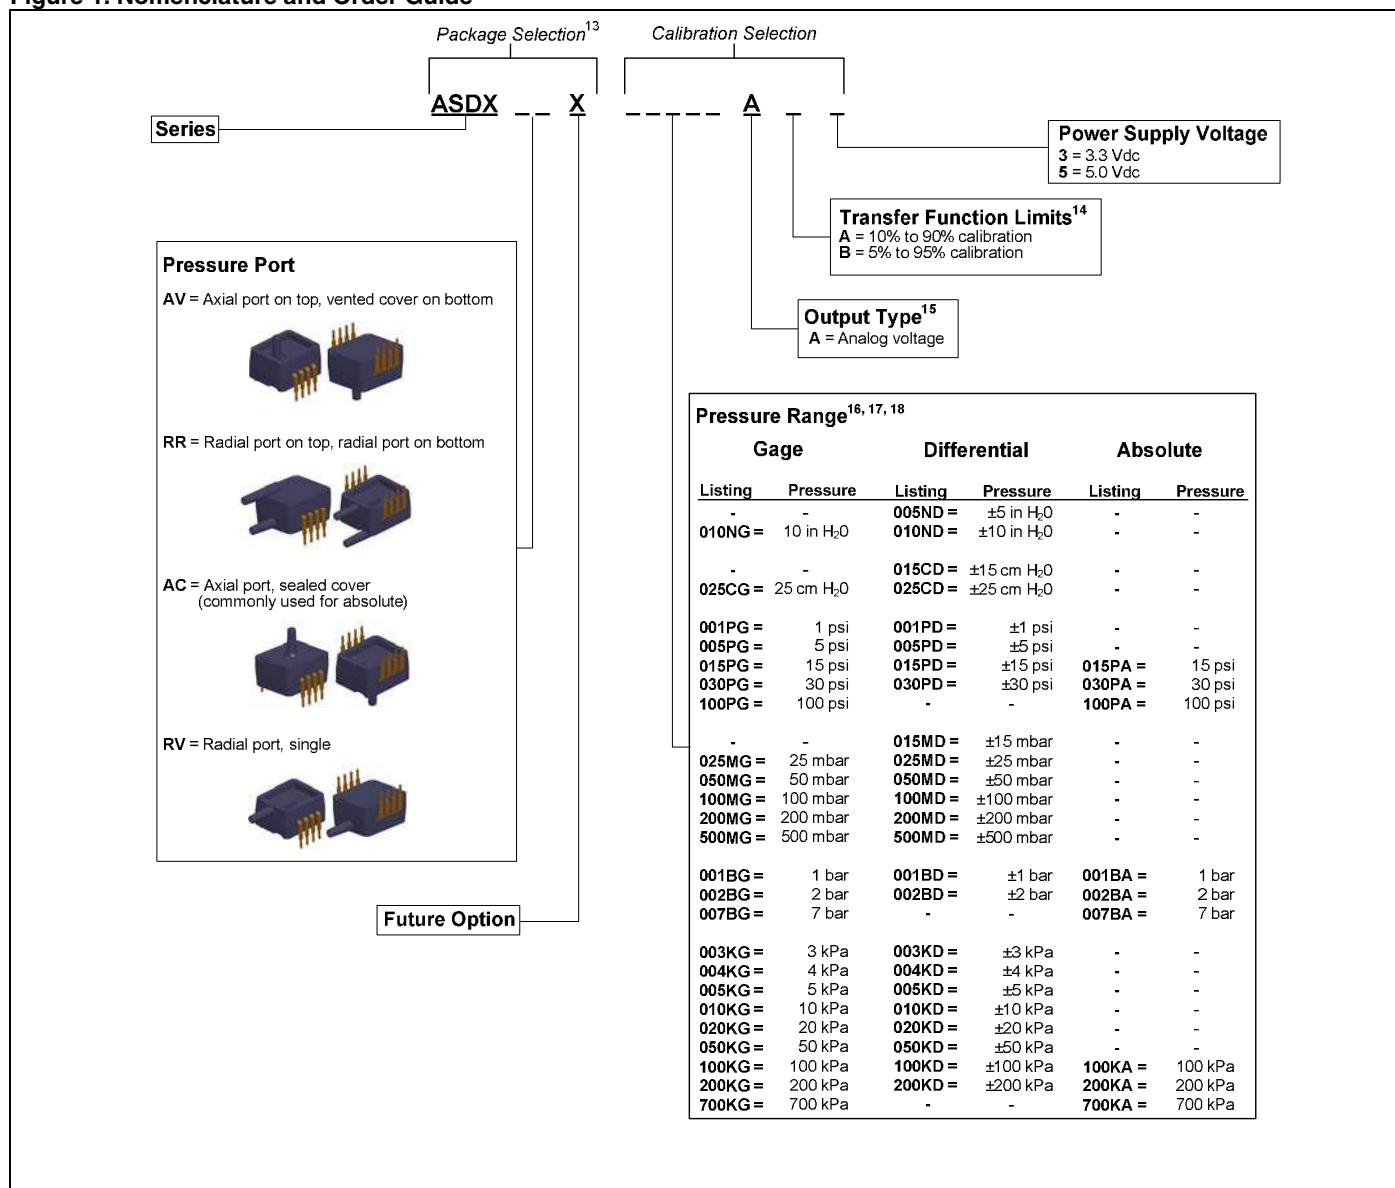 Figure 1. Nomenclature and Order Guide
Package Selection13
Calibration Selection
ASDX _ _ X _ _ _ _ _ A _ _
Series
Power Supply Voltage
3 = 3.3 Vdc
5 = 5.0 Vdc
Transfer Function Limits14
A = 10% to 90% calibration
B = 5% to 95% calibration
Output Type15
A = Analog voltage
Pressure Port
AV = Axial port on top, vented cover on bottom
RR = Radial port on top, radial port on bottom
AC = Axial port, sealed cover
(commonly used for absolute)
RV = Radial port, single
Future Option
Pressure Range16, 17, 18
Gage Differential Absolute
Listing Pressure Listing Pressure Listing Pressure
- - 005ND = ±5 in H20 - -
010NG = 10 in H20 010ND = ±10 in H20 - -
- - 015CD = ±15 cm H20 - -
025CG = 25 cm H20 025CD = ±25 cm H20 - -
001PG = 1 psi 001PD = ±1 psi - -
005PG = 5 psi 005PD = ±5 psi - -
015PG = 15 psi 015PD = ±15 psi 015PA = 15 psi
030PG = 30 psi 030PD = ±30 psi 030PA = 30 psi
100PG = 100 psi - - 100PA = 100 psi
- - 015MD = ±15 mbar - -
025MG = 25 mbar 025MD = ±25 mbar - -
050MG = 50 mbar 050MD = ±50 mbar - -
100MG = 100 mbar 100MD = ±100 mbar - -
200MG = 200 mbar 200MD = ±200 mbar - -
500MG = 500 mbar 500MD = ±500 mbar - -
001BG = 1 bar 001BD = ±1 bar 001BA = 1 bar
002BG = 2 bar 002BD = ±2 bar 002BA = 2 bar
007BG = 7 bar - - 007BA = 7 bar
003KG = 3 kPa 003KD = ±3 kPa - -
004KG = 4 kPa 004KD = ±4 kPa - -
005KG = 5 kPa 005KD = ±5 kPa - -
010KG = 10 kPa 010KD = ±10 kPa - -
020KG = 20 kPa 020KD = ±20 kPa - -
050KG = 50 kPa 050KD = ±50 kPa - -
100KG = 100 kPa 100KD = ±100 kPa 100KA = 100 kPa
200KG = 200 kPa 200KD = ±200 kPa 200KA = 200 kPa
700KG = 700 kPa - - 700KA = 700 kPa